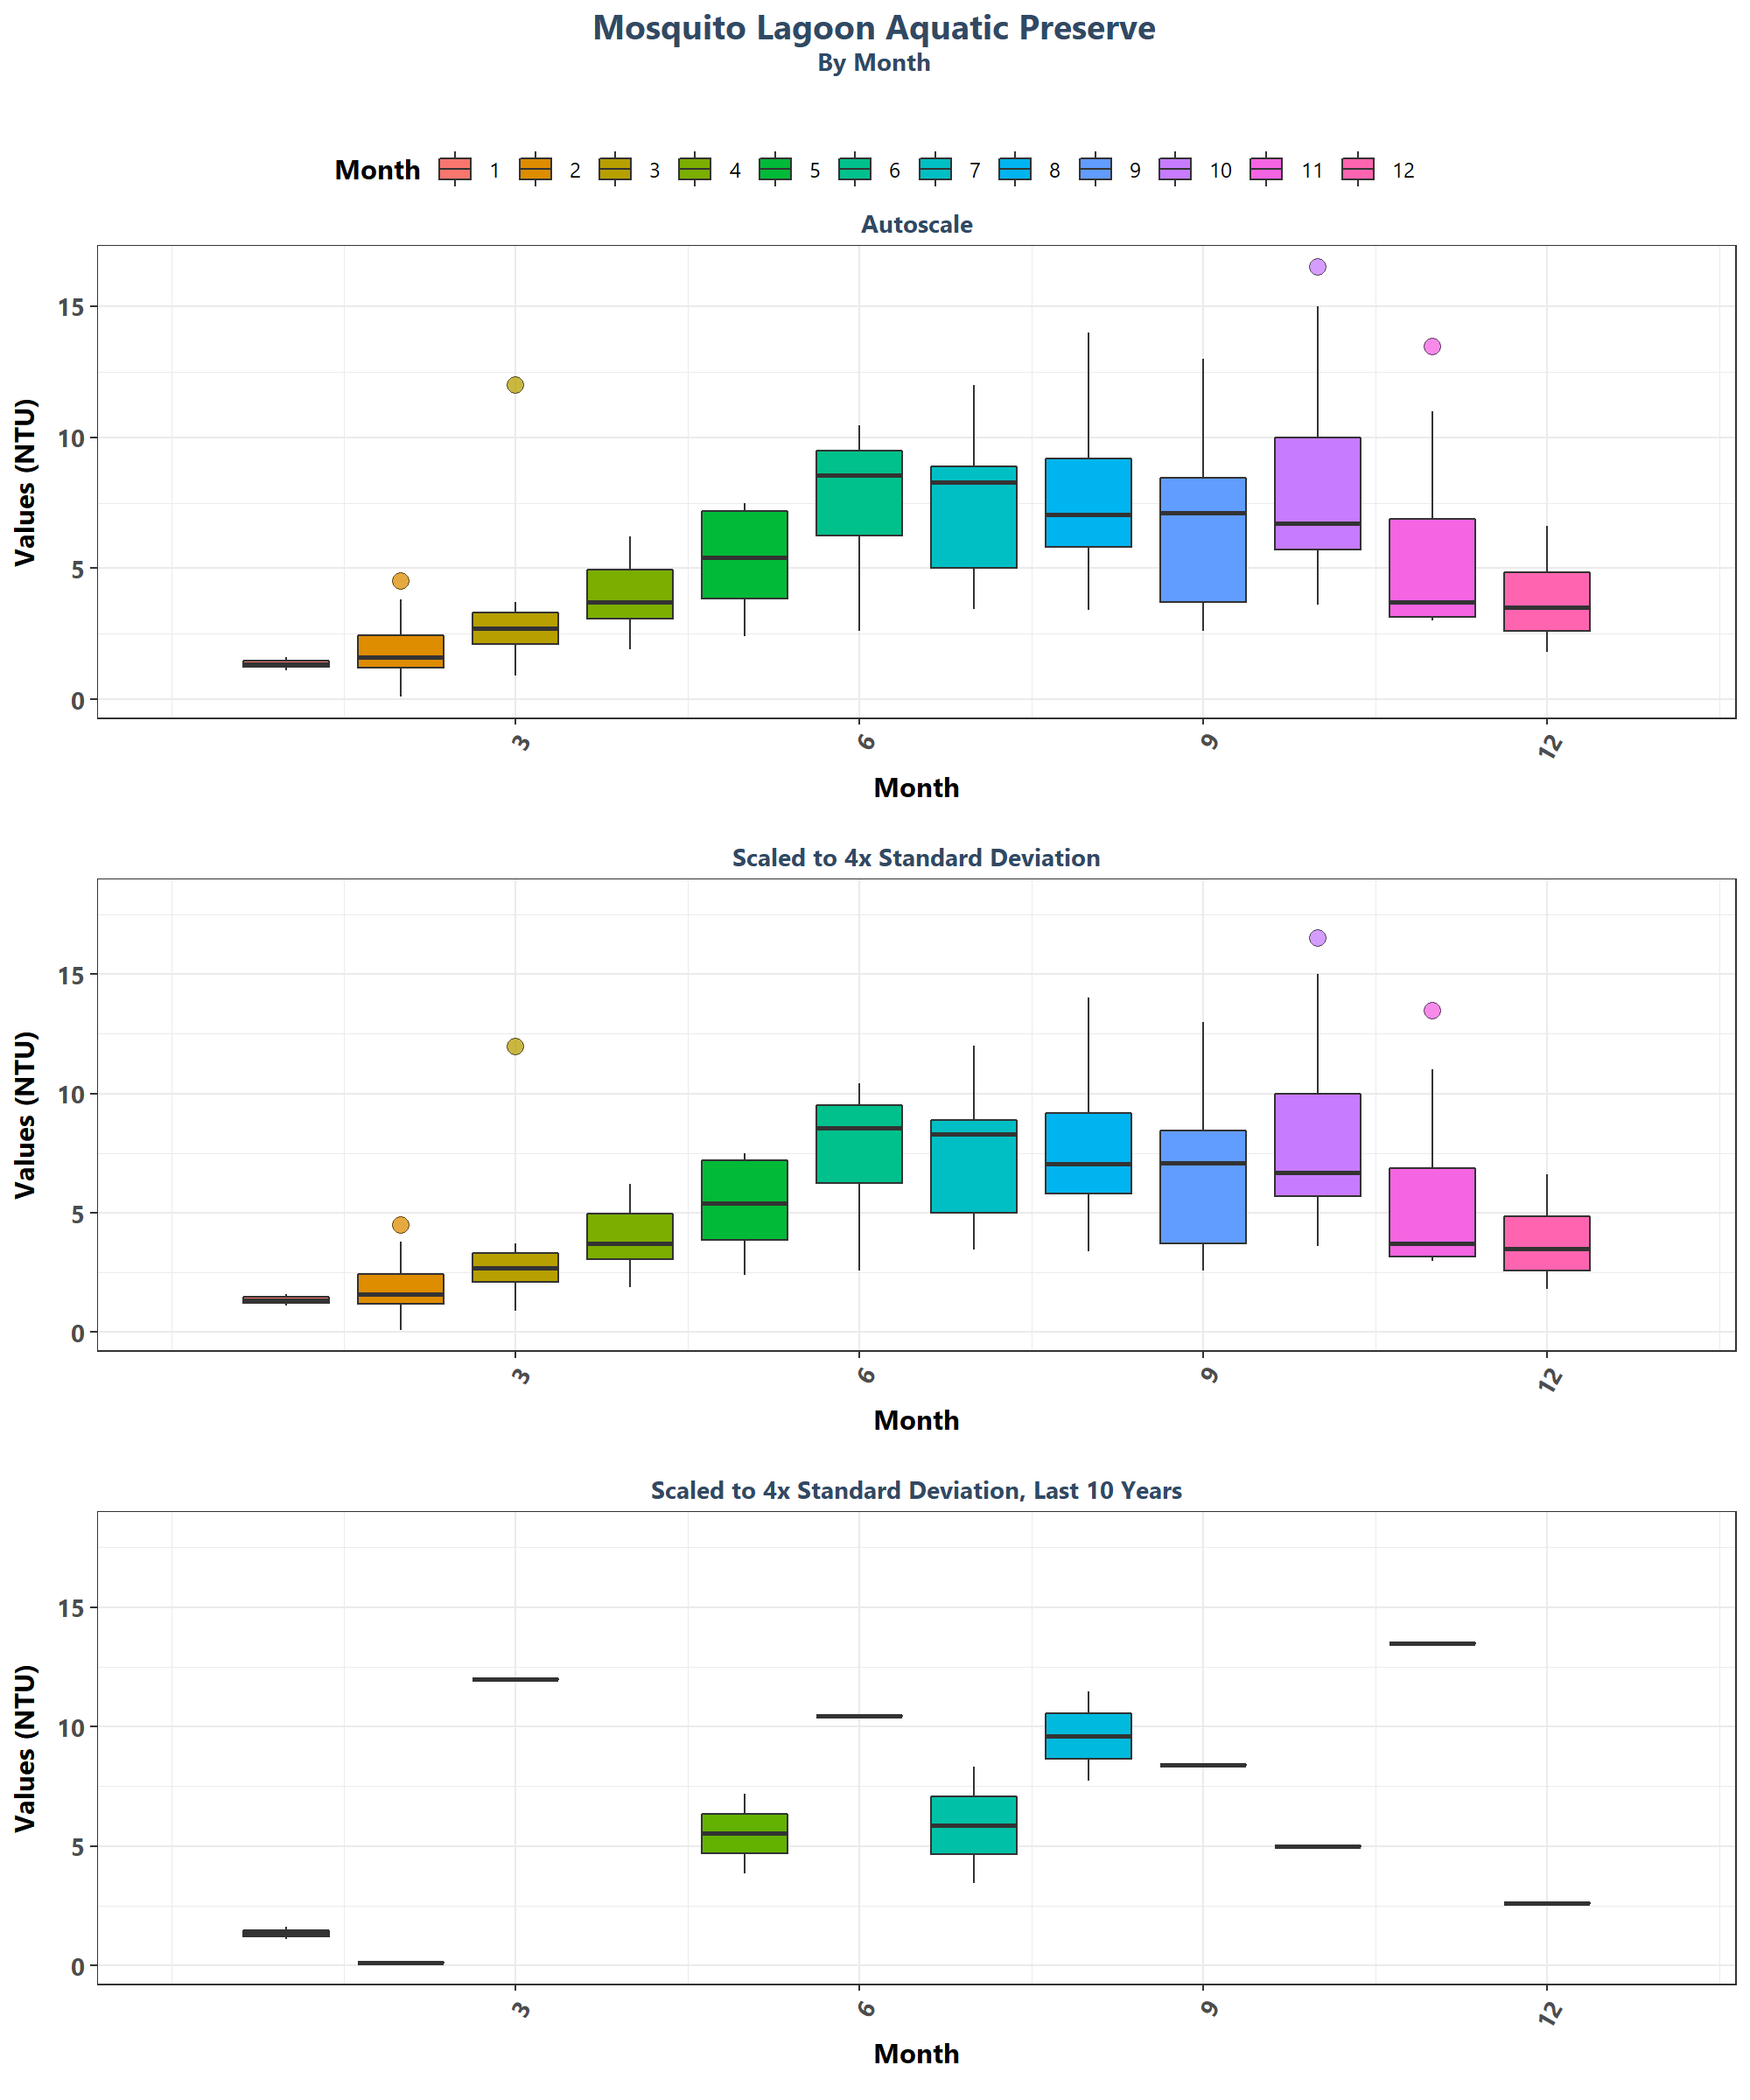 Mosquito Lagoon Aquatic Preserve
By Month
Month 1 2 3 4 5 6 7 8 9 10 11 12
Autoscale
Values (NTU)
15
10
5
0
3 6 9 12
Month
Scaled to 4x Standard Deviation
Values (NTU)
15
10
5
0
3 6 9 12
Month
Scaled to 4x Standard Deviation, Last 10 Years
Values (NTU)
15
10
5
0
3 6 9 12
Month